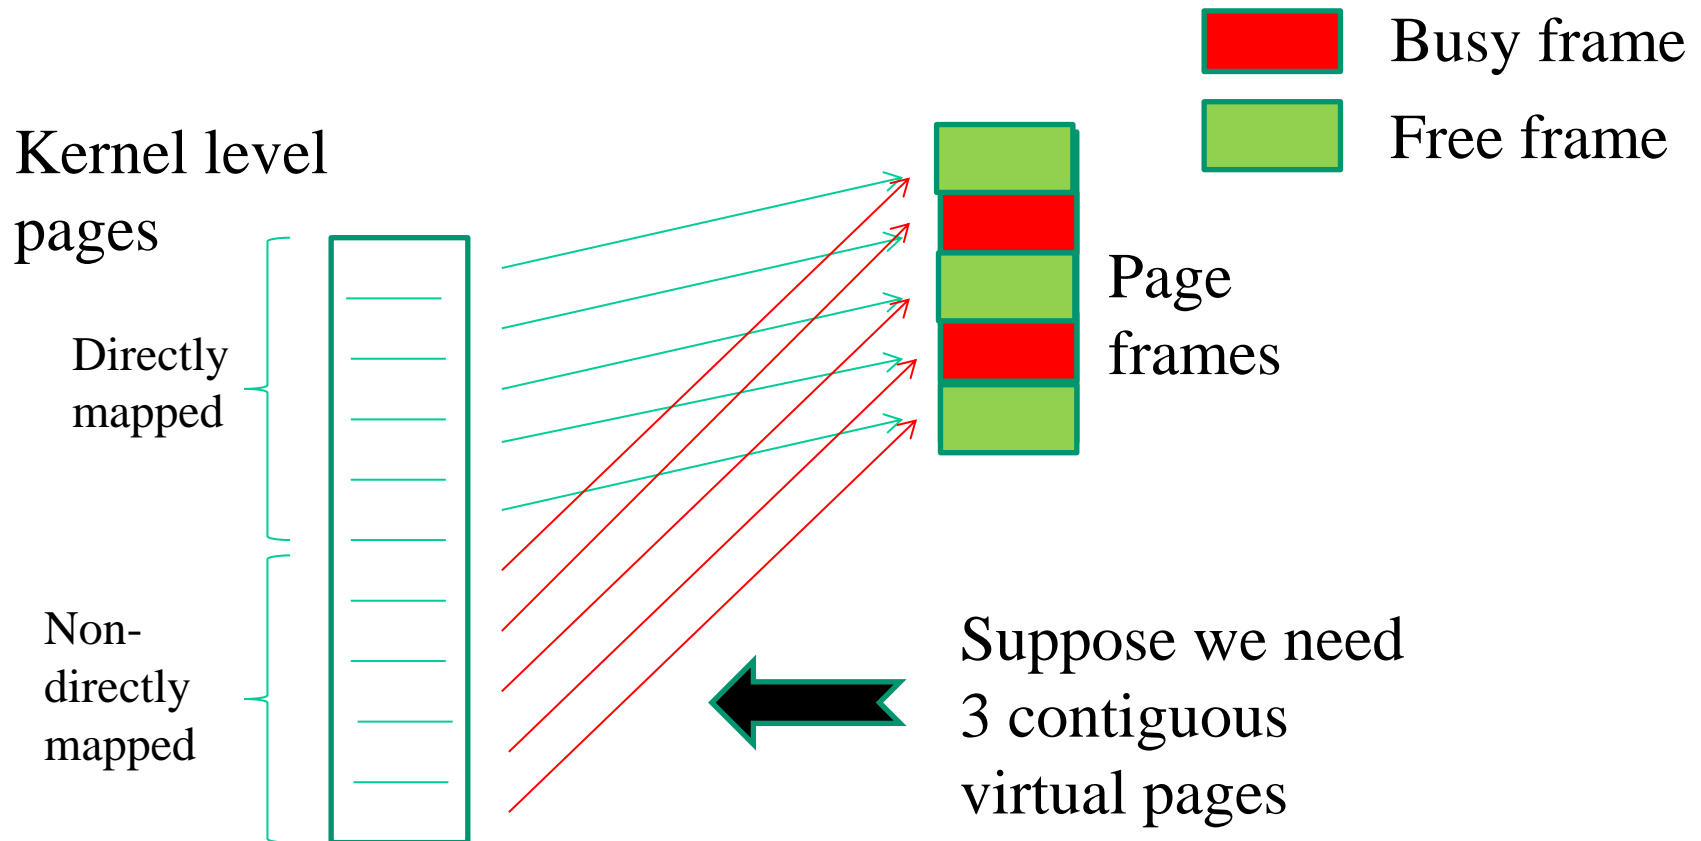 Busy frame
Free frame
Kernel level
pages
Directly
mapped
Page
frames
Non-
directly
mapped
Suppose we need
3 contiguous
virtual pages